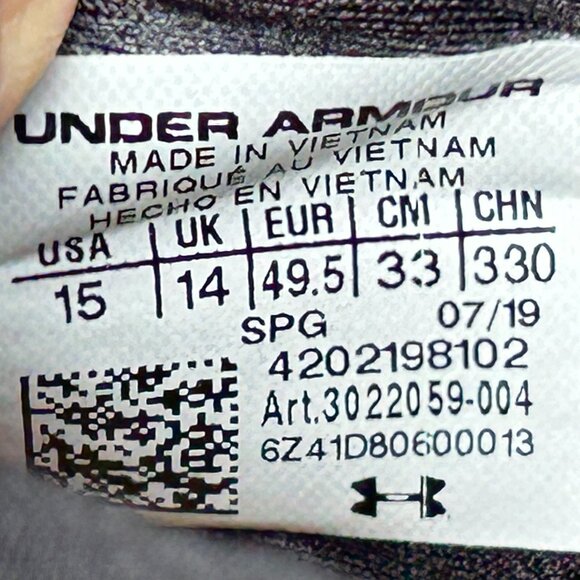 UNDER ARMOUR
MADE IN VIETNAM
FABRIQUÉ AU VIETNAM
HECHO EN VIETNAM
USA UK EUR CM CHN
15 14 49.5 33 330
SPG 07/19
4202198102
Art.3022059-004
6Z41D80600013